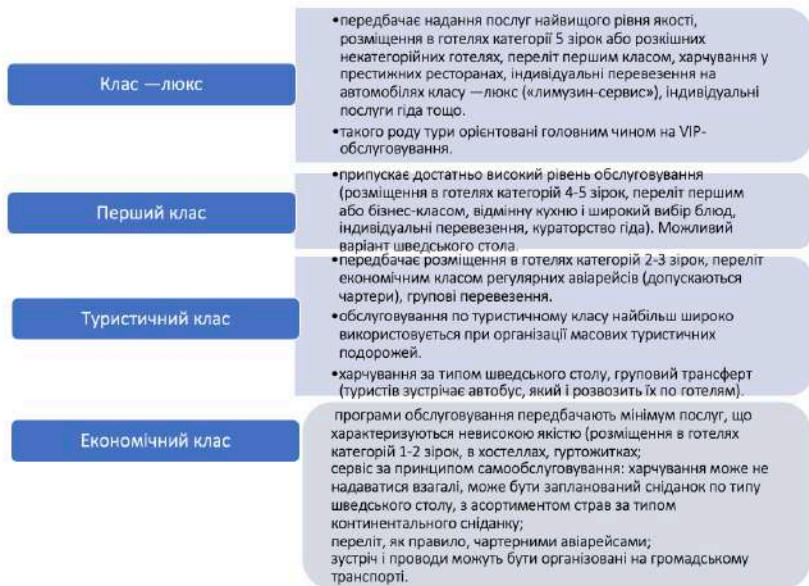 Клас —люкс
•передбачає надання послуг найвищого рівня якості,
розміщення в готелях категорії 5 зірок або розкішних
некатегорійних готелях, переліт першим класом, харчування у
престижних ресторанах, індивідуальні перевезення на
автомобілях класу —люкс («лимузин-сервис»), індивідуальні
послуги гіда тощо.
•такого роду тури орієнтовані головним чином на VIP-
обслуговування.
Перший клас
•припускає достатньо високий рівень обслуговування
(розміщення в готелях категорій 4-5 зірок, переліт першим
або бізнес-класом, відмінну кухню і широкий вибір блюд,
індивідуальні перевезення, кураторство гіда). Можливий
варіант шведського стола.
Туристичний клас
•передбачає розміщення в готелях категорій 2-3 зірок, переліт
економічним класом регулярних авіарейсів (допускаються
чартери), групові перевезення.
•обслуговування по туристичному класу найбільш широко
використовується при організації масових туристичних
подорожей.
•харчування за типом шведського столу, груповий трансферт
(туристів зустрічає автобус, який і розвозить їх по готелям).
Економічний клас
програми обслуговування передбачають мінімум послуг, що
характеризуються невисокою якістю (розміщення в готелях
категорій 1-2 зірок, в хостеллах, гуртожитках;
сервіс за принципом самообслуговування: харчування може не
надаватися взагалі, може бути запланований сніданок по типу
шведського столу, з асортиментом страв за типом
континентального сніданку;
переліт, як правило, чартерними авіарейсами;
зустріч і проводи можуть бути організовані на громадському
транспорті.